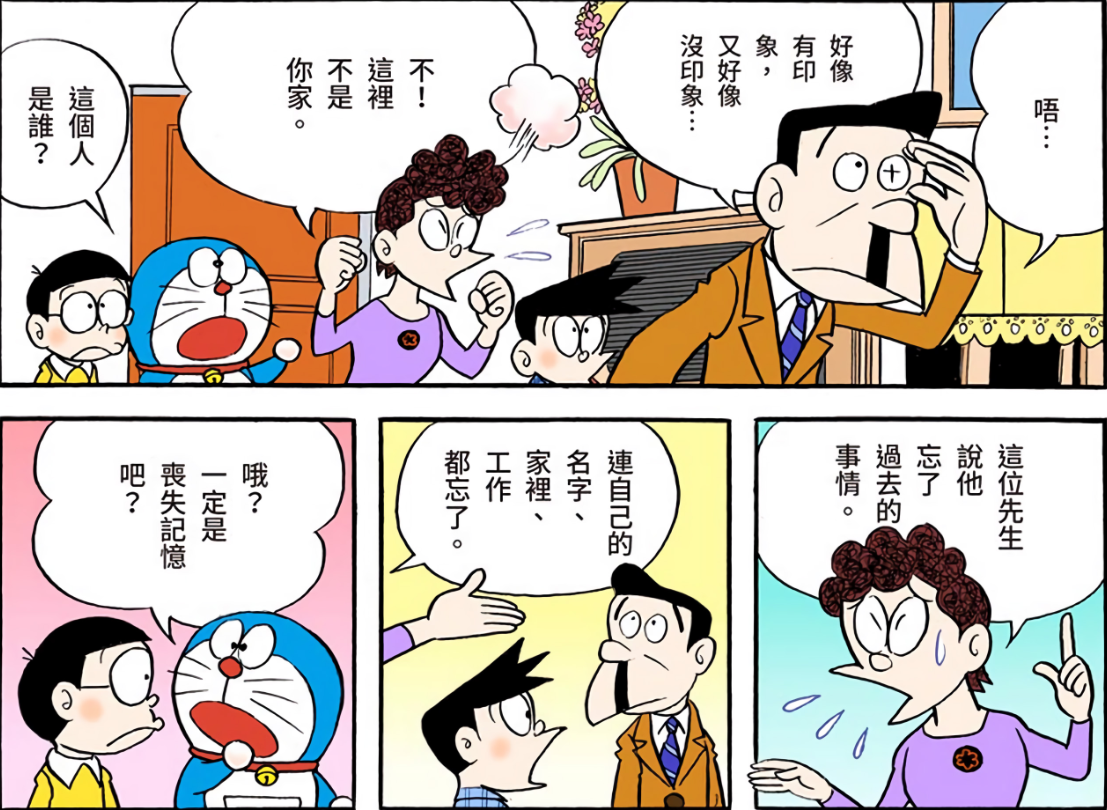 唔…
好像
有印
象，
又好像
沒印象…
不！
這裡
不是
你家。
這個人
是誰？
這位先生
說他
忘了
過去的
事情。
連自己的
名字、
家裡、
工作
都忘了。
哦？
一定是
喪失記憶
吧？